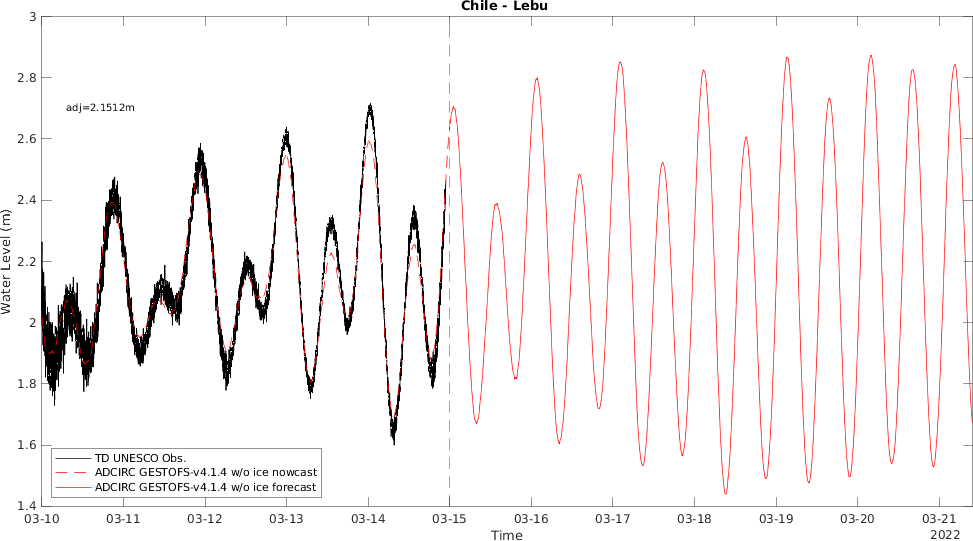 Chile - Lebu
3
2.8
2.6
2.4
2.2
2
1.8
1.6
1.4
Water Level (m)
adj=2.1512m
TD UNESCO Obs.
ADCIRC GESTOFS-v4.1.4 w/o ice nowcast
ADCIRC GESTOFS-v4.1.4 w/o ice forecast
03-10 03-11 03-12 03-13 03-14 03-15 03-16 03-17 03-18 03-19 03-20 03-21
Time
2022